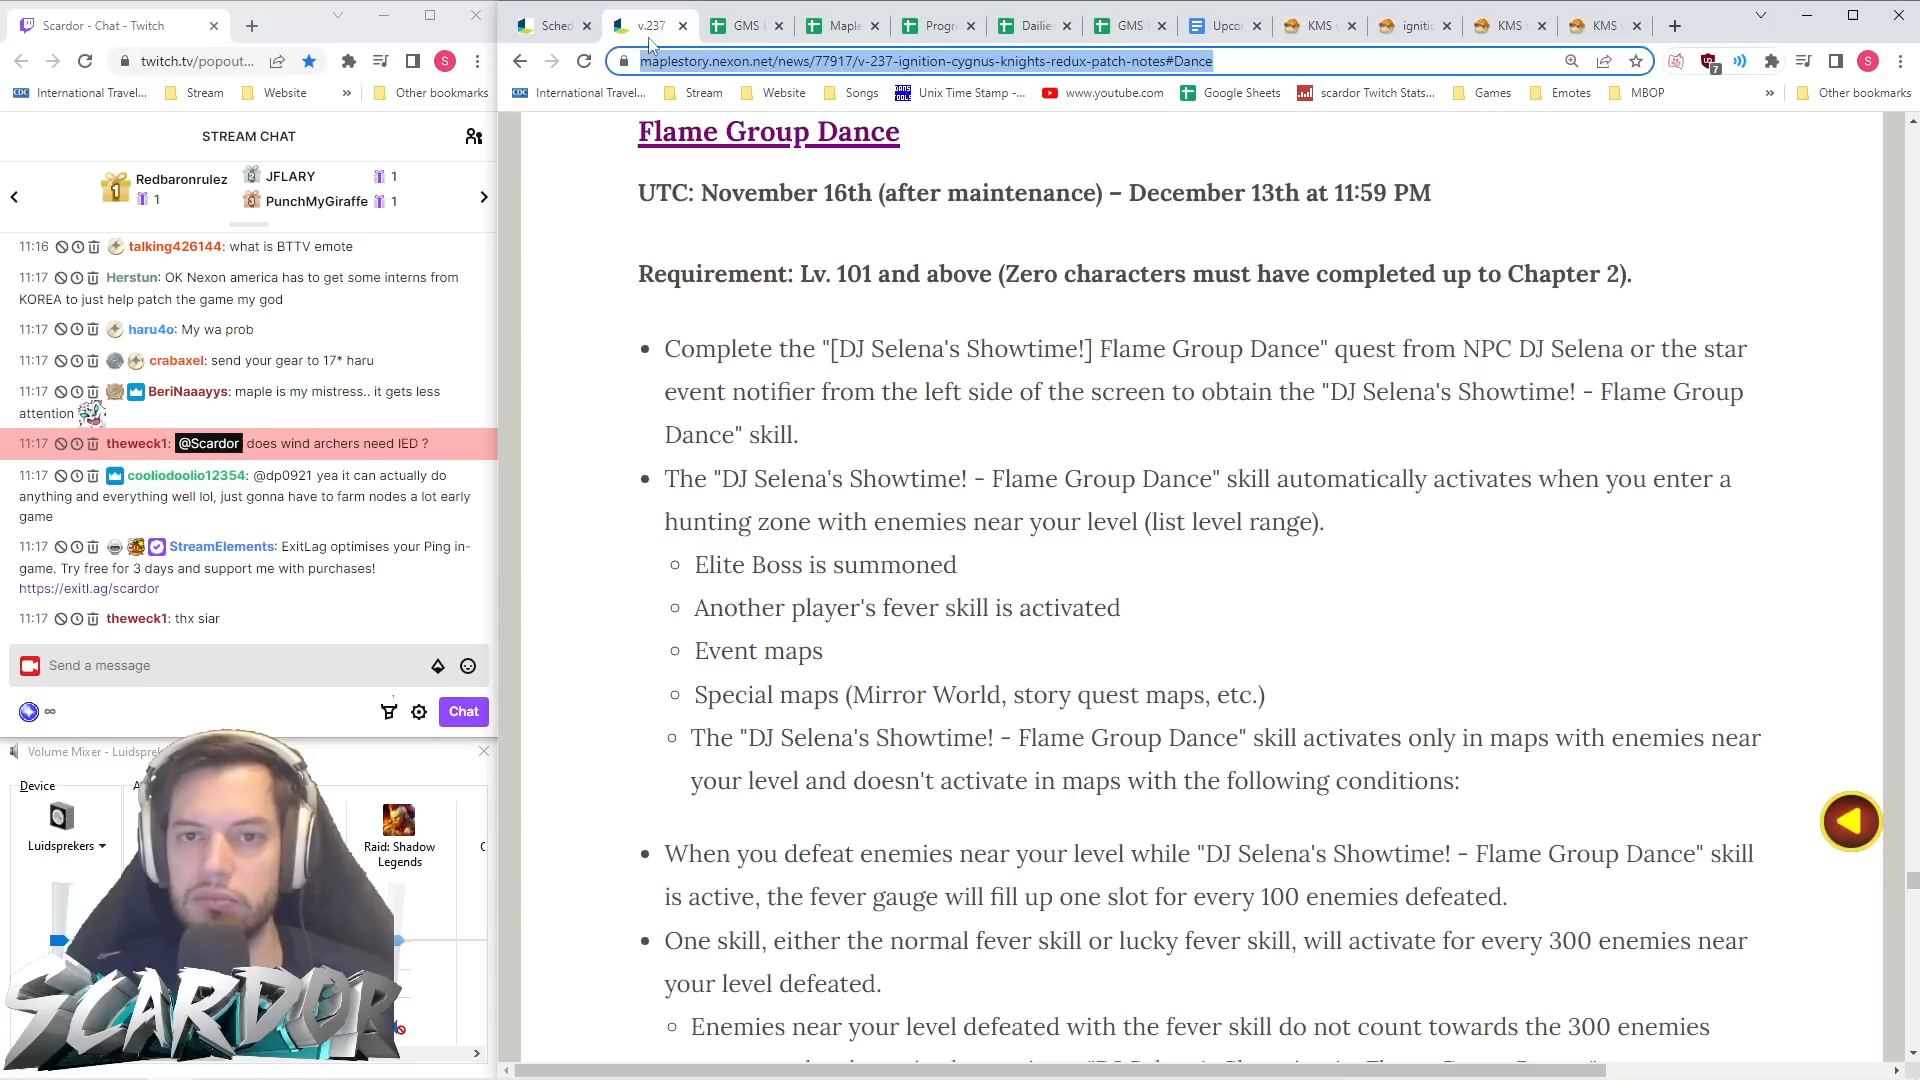 Scardor - Chat - Twitch
Sched
v.237
GMS
Maple
Progr
Dailies
GMS
Upco
KMS
igniti
KMS
KMS
twitch.tv/popout...
S
maplestory.nexon.net/news/77917/v-237-ignition-cygnus-knights-redux-patch-notes#Dance
7
S
CDC International Travel...
Stream
Website
»
Other bookmarks
CDC International Travel...
Stream
Website
Songs
Unix Time Stamp -...
www.youtube.com
Google Sheets
scardor Twitch Stats...
Games
Emotes
MBOP
»
Other bookmarks
STREAM CHAT
1 Redbaronrulez 1
2 JFLARY 1
3 PunchMyGiraffe 1
11:16 talking426144: what is BTTV emote
11:17 Herstun: OK Nexon america has to get some interns from
KOREA to just help patch the game my god
11:17 haru4o: My wa prob
11:17 crabaxel: send your gear to 17* haru
11:17 BeriNaaayys: maple is my mistress.. it gets less
attention
11:17 theweck1: @Scardor does wind archers need IED ?
11:17 cooliodoolio12354: @dp0921 yea it can actually do
anything and everything well lol, just gonna have to farm nodes a lot early
game
11:17 StreamElements: ExitLag optimises your Ping in-
game. Try free for 3 days and support me with purchases!
https://exitl.ag/scardor
11:17 theweck1: thx siar
Send a message
∞
Chat
Volume Mixer - Luidspreke
Device
Luidsprekers
Raid: Shadow
Legends
SCARDOR
Flame Group Dance
UTC: November 16th (after maintenance) – December 13th at 11:59 PM
Requirement: Lv. 101 and above (Zero characters must have completed up to Chapter 2).
• Complete the "[DJ Selena's Showtime!] Flame Group Dance" quest from NPC DJ Selena or the star
event notifier from the left side of the screen to obtain the "DJ Selena's Showtime! - Flame Group
Dance" skill.
• The "DJ Selena's Showtime! - Flame Group Dance" skill automatically activates when you enter a
hunting zone with enemies near your level (list level range).
◦ Elite Boss is summoned
◦ Another player's fever skill is activated
◦ Event maps
◦ Special maps (Mirror World, story quest maps, etc.)
◦ The "DJ Selena's Showtime! - Flame Group Dance" skill activates only in maps with enemies near
your level and doesn't activate in maps with the following conditions:
• When you defeat enemies near your level while "DJ Selena's Showtime! - Flame Group Dance" skill
is active, the fever gauge will fill up one slot for every 100 enemies defeated.
• One skill, either the normal fever skill or lucky fever skill, will activate for every 300 enemies near
your level defeated.
◦ Enemies near your level defeated with the fever skill do not count towards the 300 enemies